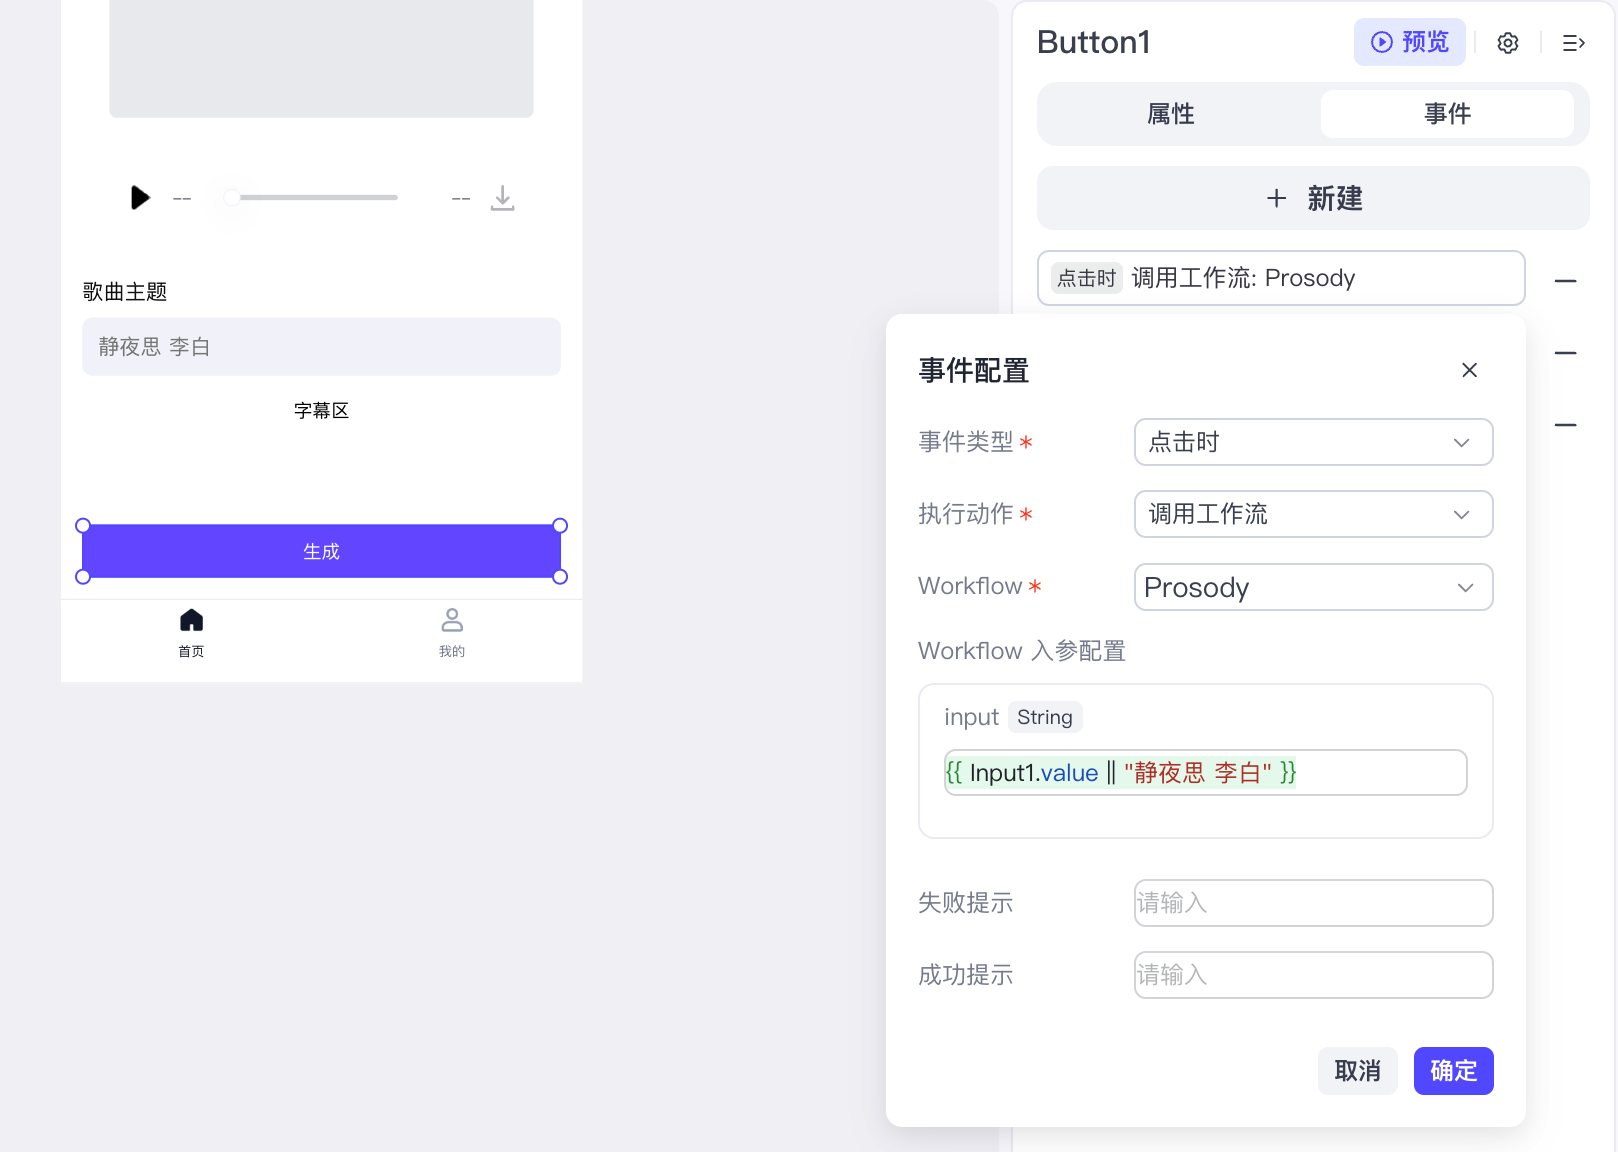 --
--
歌曲主题
静夜思 李白
字幕区
生成
首页
我的
Button1
预览
属性
事件
新建
点击时 调用工作流: Prosody
事件配置
事件类型 *
点击时
执行动作 *
调用工作流
Workflow *
Prosody
Workflow 入参配置
input String
{{ Input1.value || "静夜思 李白" }}
失败提示
请输入
成功提示
请输入
取消
确定